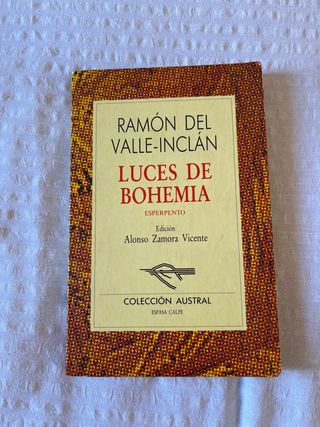 RAMÓN DEL
VALLE-INCLÁN
LUCES DE
BOHEMIA
ESPERPENTO
Edición
Alonso Zamora Vicente
COLECCIÓN AUSTRAL
ESPASA CALPE